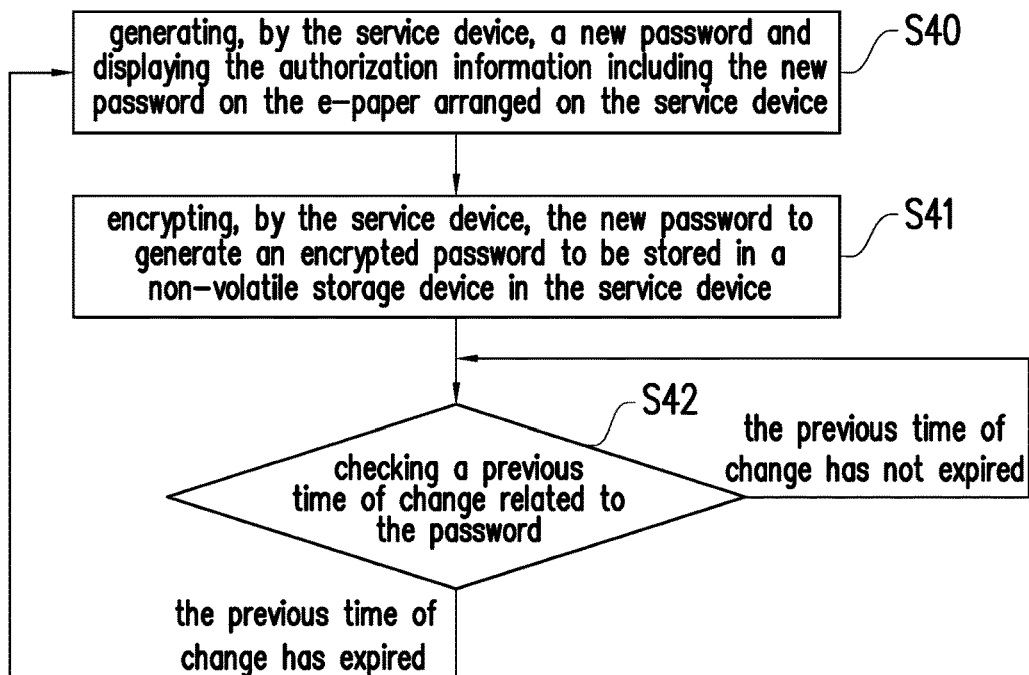 generating, by the service device, a new password and
displaying the authorization information including the new
password on the e-paper arranged on the service device
S40
encrypting, by the service device, the new password to
generate an encrypted password to be stored in a
non-volatile storage device in the service device
S41
S42
checking a previous
time of change related to
the password
the previous time of
change has not expired
the previous time of
change has expired